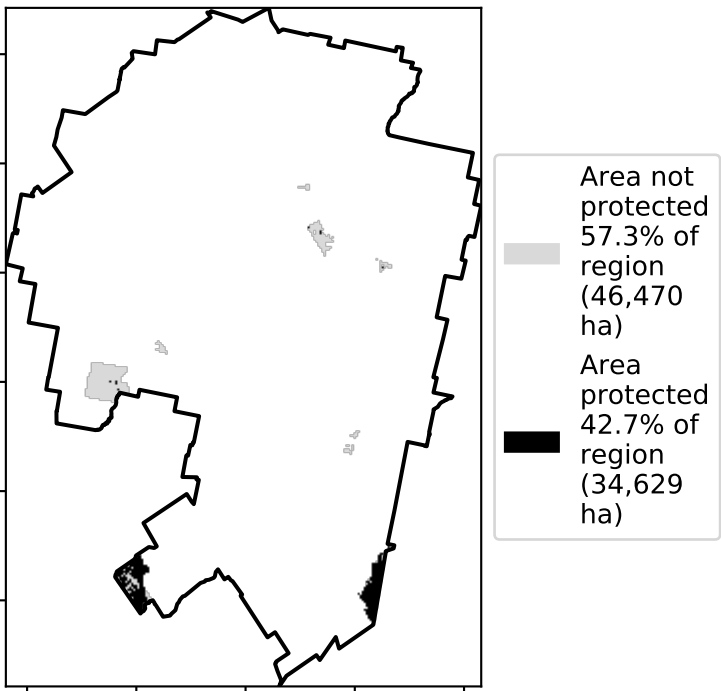 Area not
protected
57.3% of
region
(46,470
ha)
Area
protected
42.7% of
region
(34,629
ha)